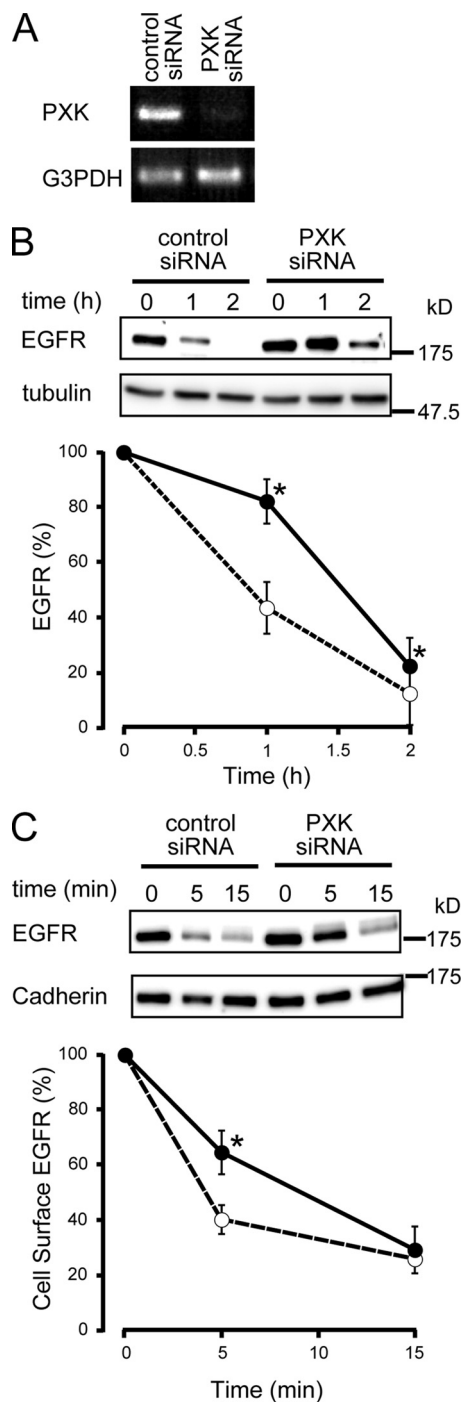 A
control siRNA
PXK siRNA
PXK
G3PDH
B
control siRNA
PXK siRNA
time (h) 0 1 2 0 1 2 kD
EGFR 175
tubulin 47.5
100
80
60
40
20
0
EGFR (%)
*
*
0 0.5 1 1.5 2
Time (h)
C
control siRNA
PXK siRNA
time (min) 0 5 15 0 5 15 kD
EGFR 175
175
Cadherin
100
80
60
40
20
0
Cell Surface EGFR (%)
*
0 5 10 15
Time (min)